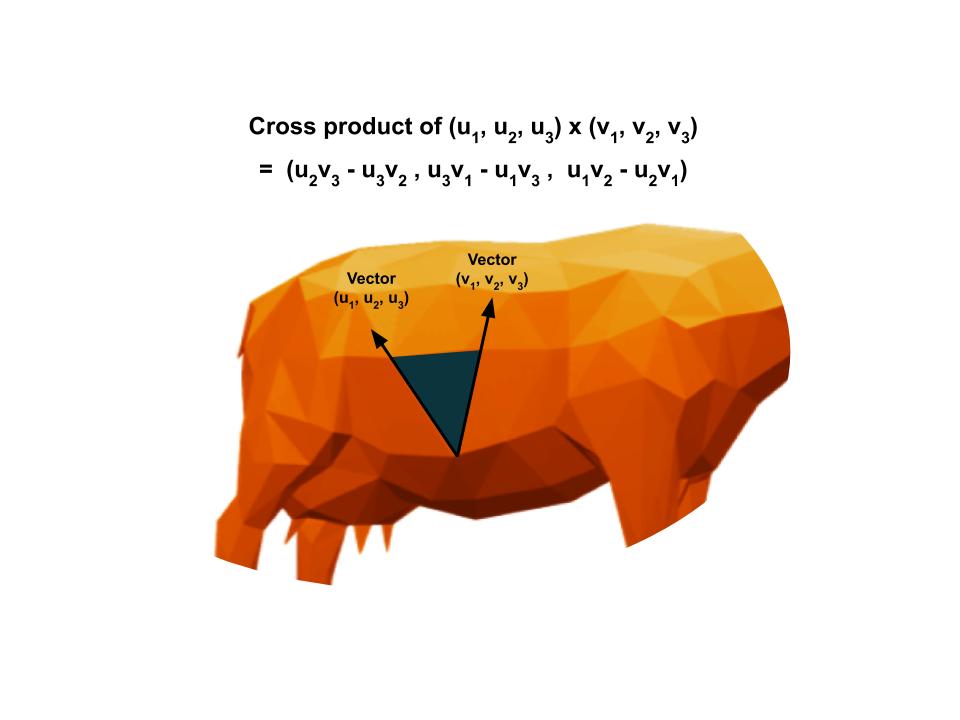 Cross product of (u₁, u₂, u₃) x (v₁, v₂, v₃)
= (u₂v₃ - u₃v₂ , u₃v₁ - u₁v₃ , u₁v₂ - u₂v₁)
Vector
(u₁, u₂, u₃)
Vector
(v₁, v₂, v₃)